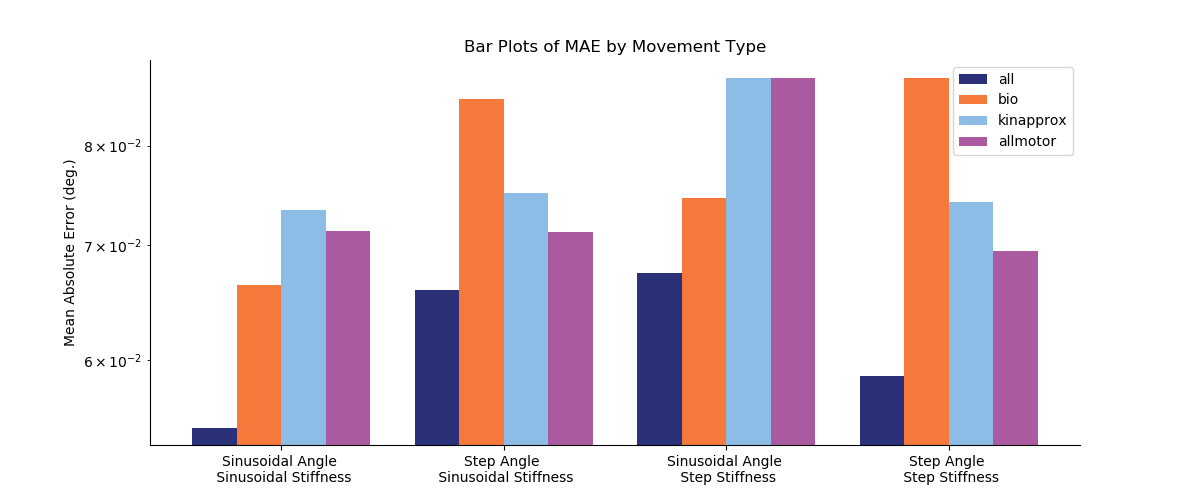 Bar Plots of MAE by Movement Type
Mean Absolute Error (deg.)
8 × 10⁻²
7 × 10⁻²
6 × 10⁻²
all
bio
kinapprox
allmotor
Sinusoidal Angle
Sinusoidal Stiffness
Step Angle
Sinusoidal Stiffness
Sinusoidal Angle
Step Stiffness
Step Angle
Step Stiffness